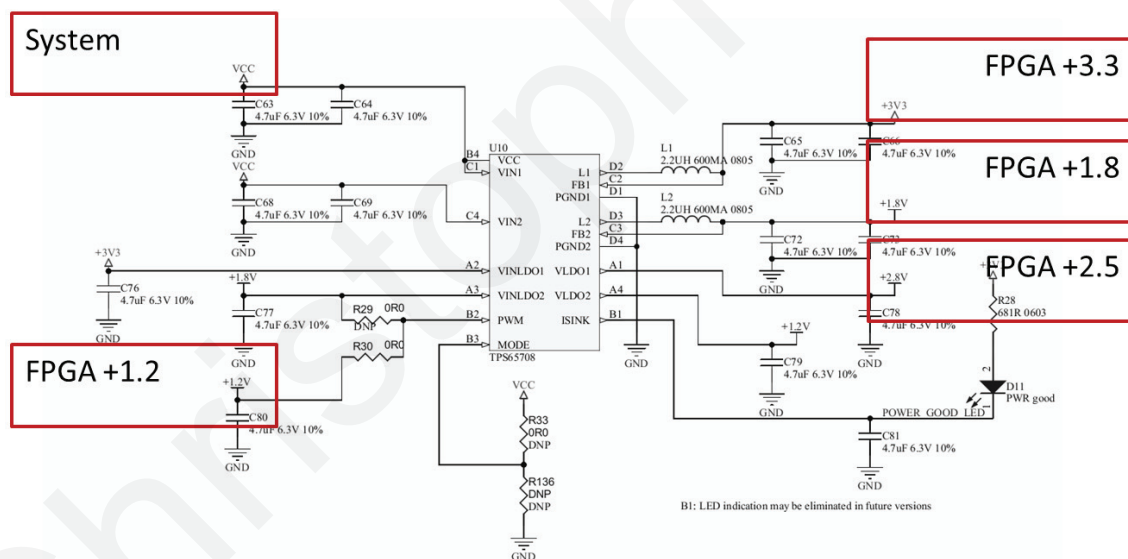 System
FPGA +3.3
FPGA +1.8
FPGA +2.5
FPGA +1.2
VCC
C63
4.7uF 6.3V 10%
C64
4.7uF 6.3V 10%
GND
VCC
C68
4.7uF 6.3V 10%
C69
4.7uF 6.3V 10%
GND
+3V3
C76
4.7uF 6.3V 10%
GND
+1.8V
C77
4.7uF 6.3V 10%
GND
R29 0R0
DNP
R30 0R0
+1.2V
C80
4.7uF 6.3V 10%
GND
U10
B4 VCC
C1 VIN1
C4 VIN2
A2 VINLDO1
A3 VINLDO2
B2 PWM
B3 MODE
L1 D2
FB1 C2
PGND1 D1
L2 D3
FB2 C3
PGND2 D4
VLDO1 A1
VLDO2 A4
ISINK B1
TPS65708
GND
VCC
R33
0R0
DNP
R136
DNP
DNP
GND
L1
2.2UH 600MA 0805
L2
2.2UH 600MA 0805
+3V3
C65
4.7uF 6.3V 10%
C66
4.7uF 6.3V 10%
GND
+1.8V
C72
4.7uF 6.3V 10%
C73
4.7uF 6.3V 10%
GND
+2.8V
C78
4.7uF 6.3V 10%
GND
+1.2V
C79
4.7uF 6.3V 10%
GND
R28
681R 0603
2
D11
PWR good
1
POWER GOOD LED
C81
4.7uF 6.3V 10%
GND
B1: LED indication may be eliminated in future versions